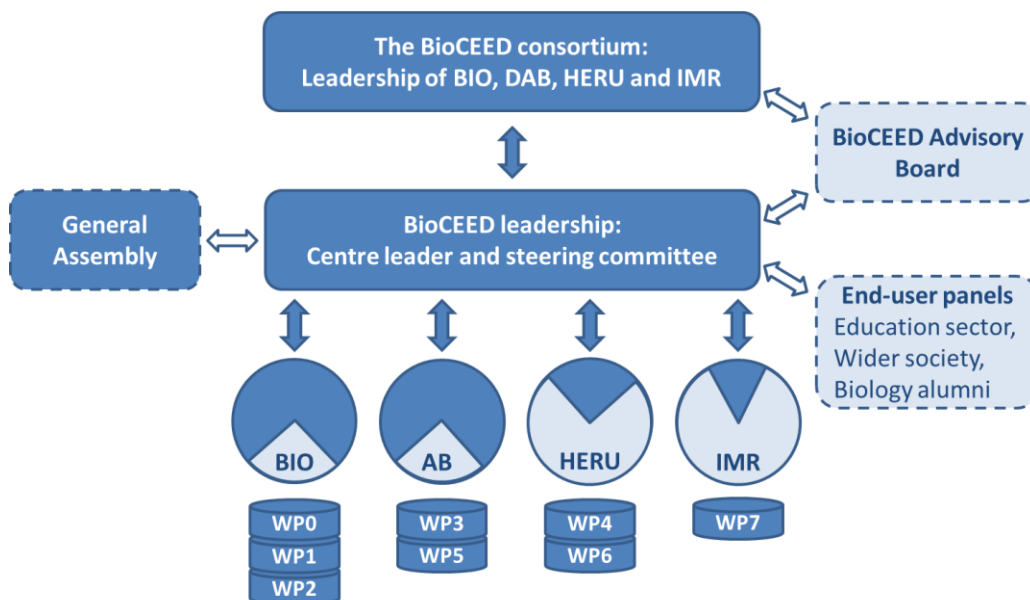 The BioCEED consortium:
Leadership of BIO, DAB, HERU and IMR
BioCEED Advisory
Board
General
Assembly
BioCEED leadership:
Centre leader and steering committee
End-user panels
Education sector,
Wider society,
Biology alumni
BIO
AB
HERU
IMR
WP0
WP1
WP2
WP3
WP5
WP4
WP6
WP7